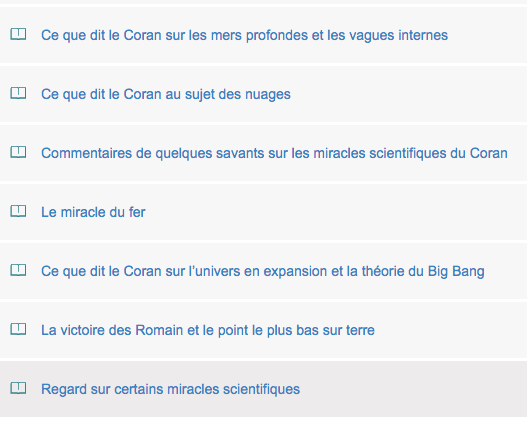 Ce que dit le Coran sur les mers profondes et les vagues internes
Ce que dit le Coran au sujet des nuages
Commentaires de quelques savants sur les miracles scientifiques du Coran
Le miracle du fer
Ce que dit le Coran sur l'univers en expansion et la théorie du Big Bang
La victoire des Romain et le point le plus bas sur terre
Regard sur certains miracles scientifiques